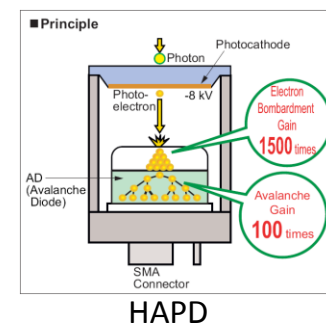 ■Principle
Photocathode
Photon
Photo-
electron
-8 kV
Electron
Bombardment
Gain
1500 times
AD
(Avalanche
Diode)
Avalanche
Gain
100 times
SMA
Connector
HAPD